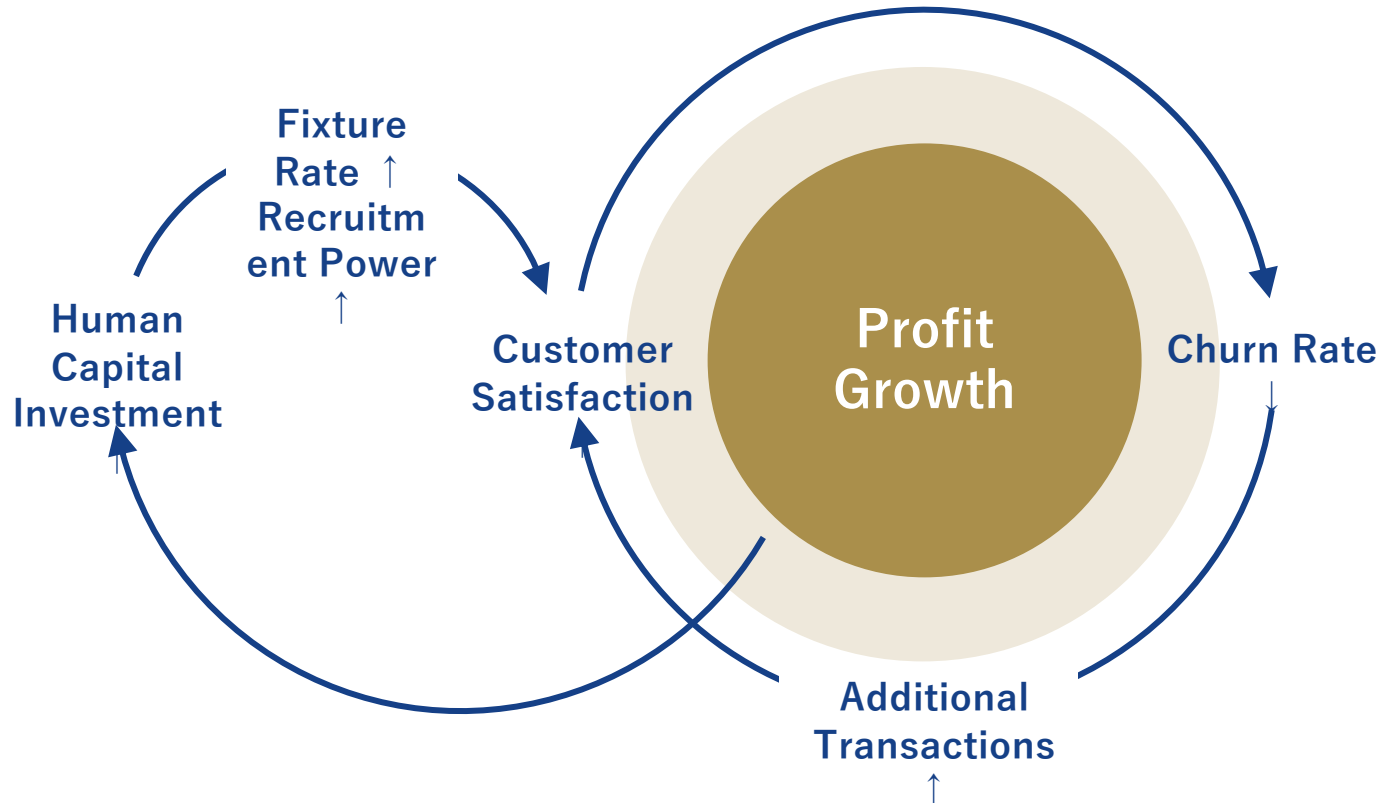 Fixture
Rate ↑
Recruitm
ent Power
↑
Human
Capital
Investment
↑
Customer
Satisfaction
↑
Profit
Growth
Churn Rate
↓
Additional
Transactions
↑